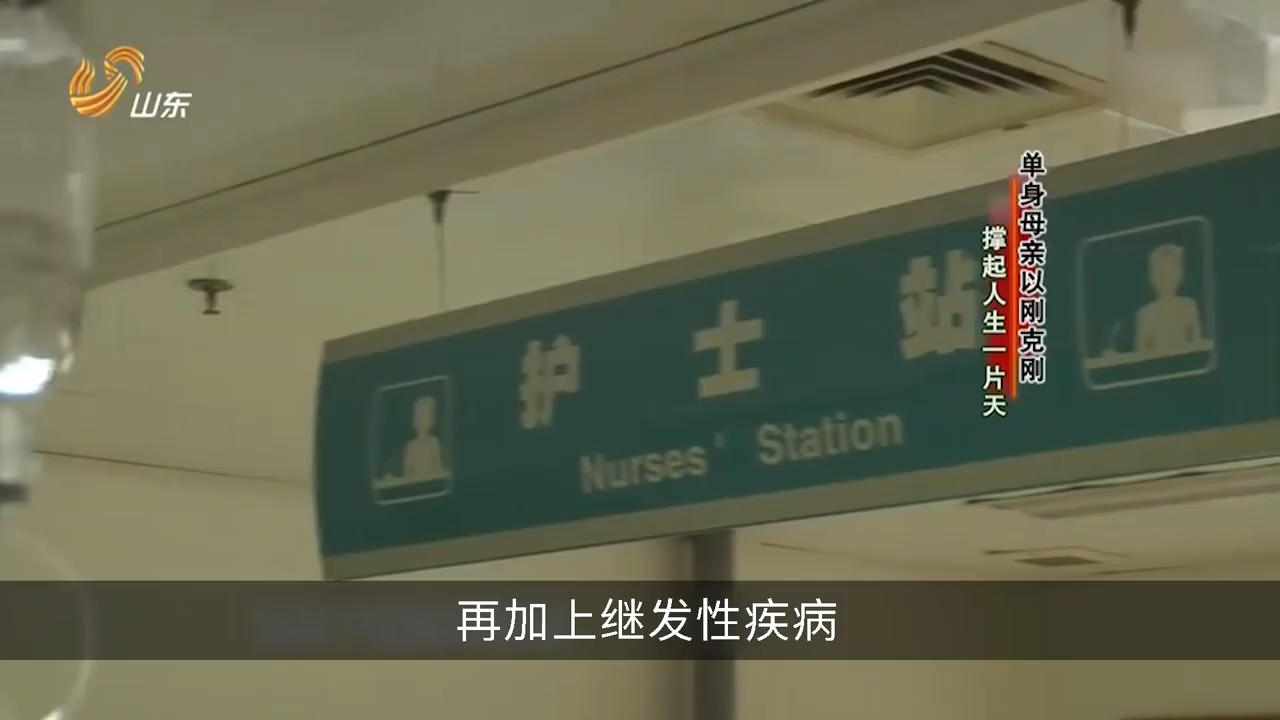 山东
单身母亲以刚克刚
撑起人生一片天
护士站
Nurses' Station
再加上继发性疾病